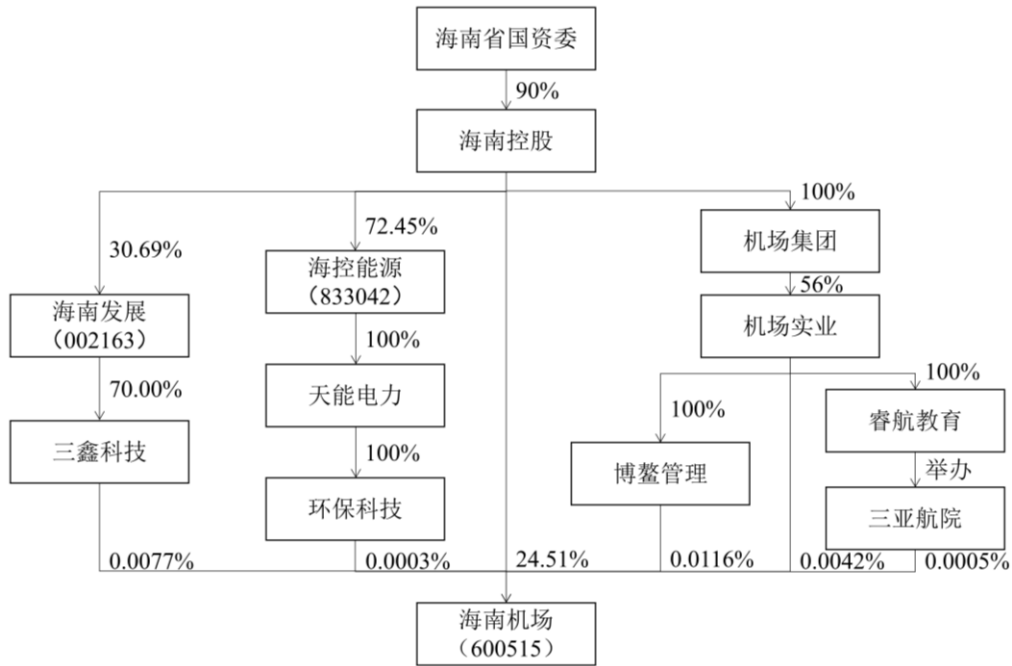 海南省国资委
90%
海南控股
30.69%
72.45%
100%
海南发展
（002163）
海控能源
（833042）
机场集团
56%
机场实业
70.00%
100%
三鑫科技
天能电力
100%
100%
100%
环保科技
博鳌管理
睿航教育
举办
三亚航院
0.0077%
0.0003%
24.51%
0.0116%
0.0042%
0.0005%
海南机场
（600515）